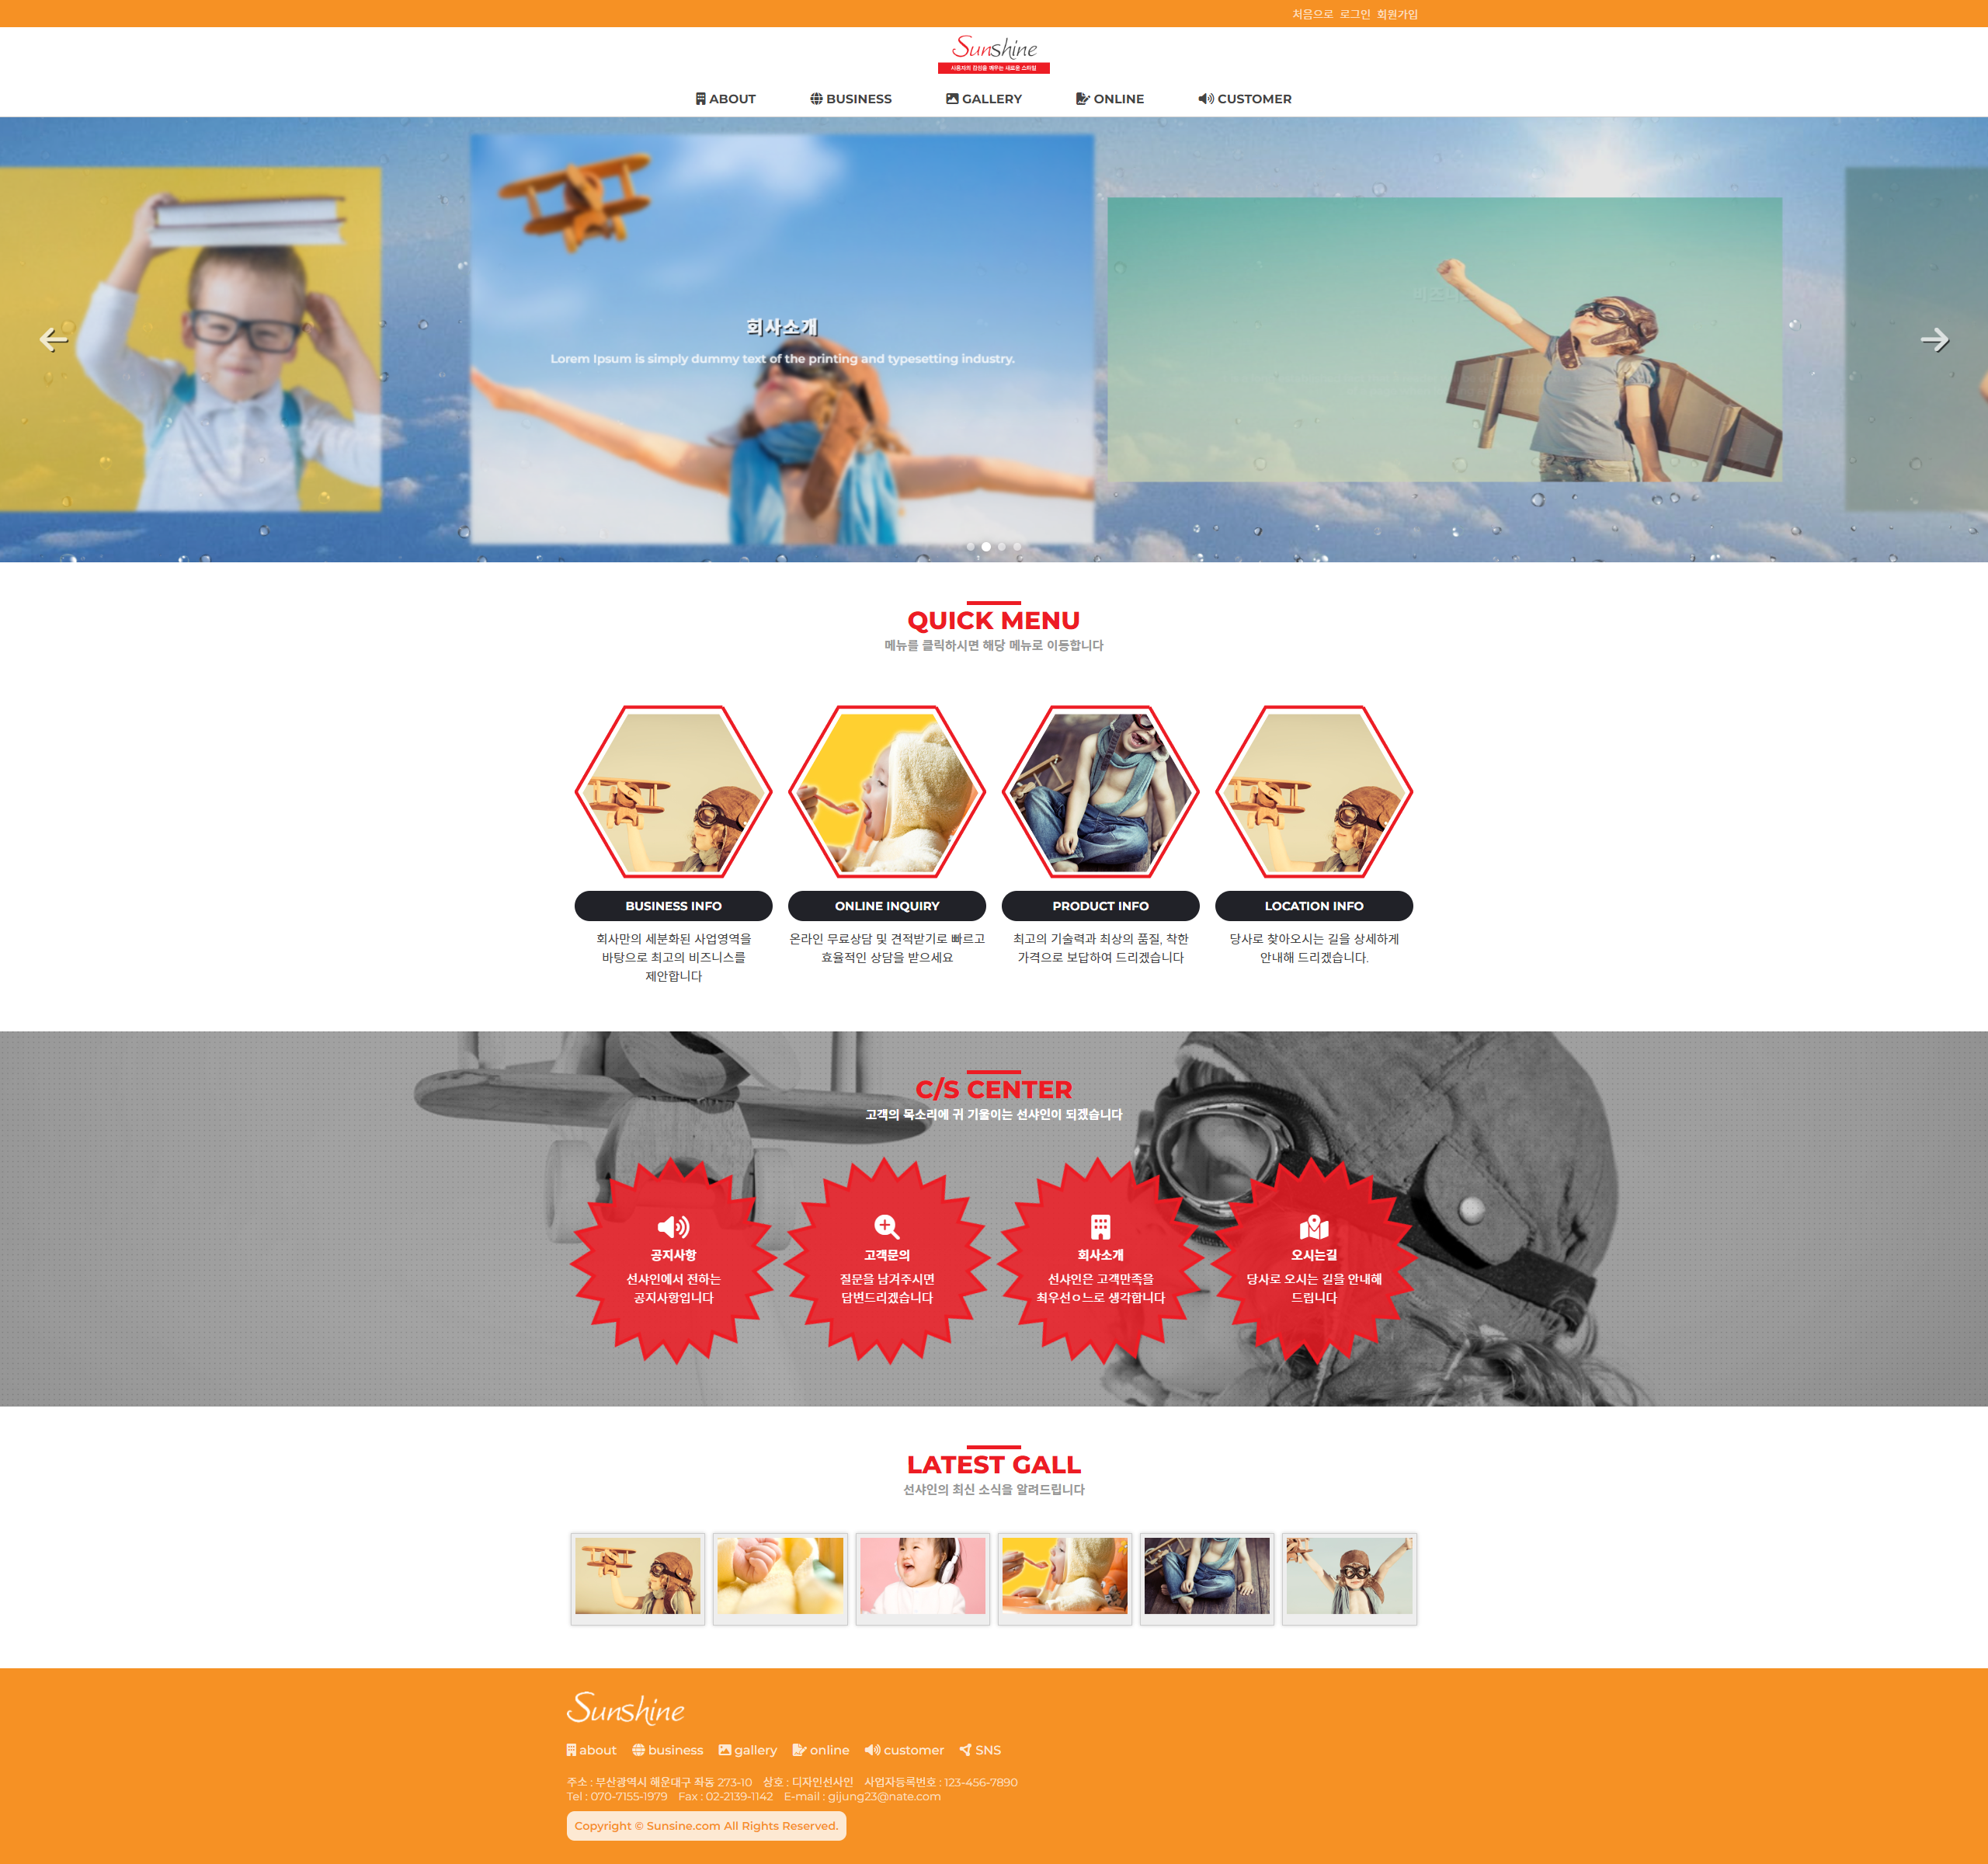 처음으로 로그인 회원가입
Sunshine
사용자의 감성을 깨우는 새로운 스타일
ABOUT BUSINESS GALLERY ONLINE CUSTOMER
회사소개
Lorem Ipsum is simply dummy text of the printing and typesetting industry.
QUICK MENU
메뉴를 클릭하시면 해당 메뉴로 이동합니다
BUSINESS INFO
회사만의 세분화된 사업영역을
바탕으로 최고의 비즈니스를
제안합니다
ONLINE INQUIRY
온라인 무료상담 및 견적받기로 빠르고
효율적인 상담을 받으세요
PRODUCT INFO
최고의 기술력과 최상의 품질, 착한
가격으로 보답하여 드리겠습니다
LOCATION INFO
당사로 찾아오시는 길을 상세하게
안내해 드리겠습니다.
C/S CENTER
고객의 목소리에 귀 기울이는 선샤인이 되겠습니다
공지사항
선샤인에서 전하는
공지사항입니다
고객문의
질문을 남겨주시면
답변드리겠습니다
회사소개
선샤인은 고객만족을
최우선ㅇ느로 생각합니다
오시는길
당사로 오시는 길을 안내해
드립니다
LATEST GALL
선샤인의 최신 소식을 알려드립니다
Sunshine
about business gallery online customer SNS
주소 : 부산광역시 해운대구 좌동 273-10 상호 : 디자인선사인 사업자등록번호 : 123-456-7890
Tel : 070-7155-1979 Fax : 02-2139-1142 E-mail : gijung23@nate.com
Copyright © Sunsine.com All Rights Reserved.